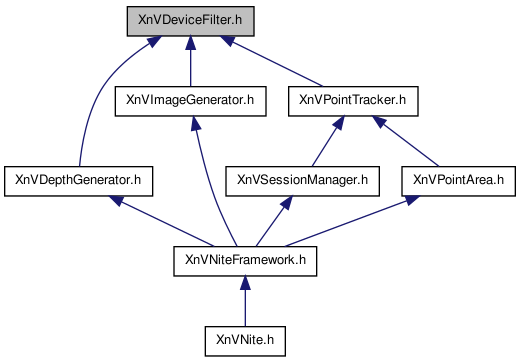 XnVDeviceFilter.h
XnVImageGenerator.h
XnVPointTracker.h
XnVDepthGenerator.h
XnVSessionManager.h
XnVPointArea.h
XnVNiteFramework.h
XnVNite.h